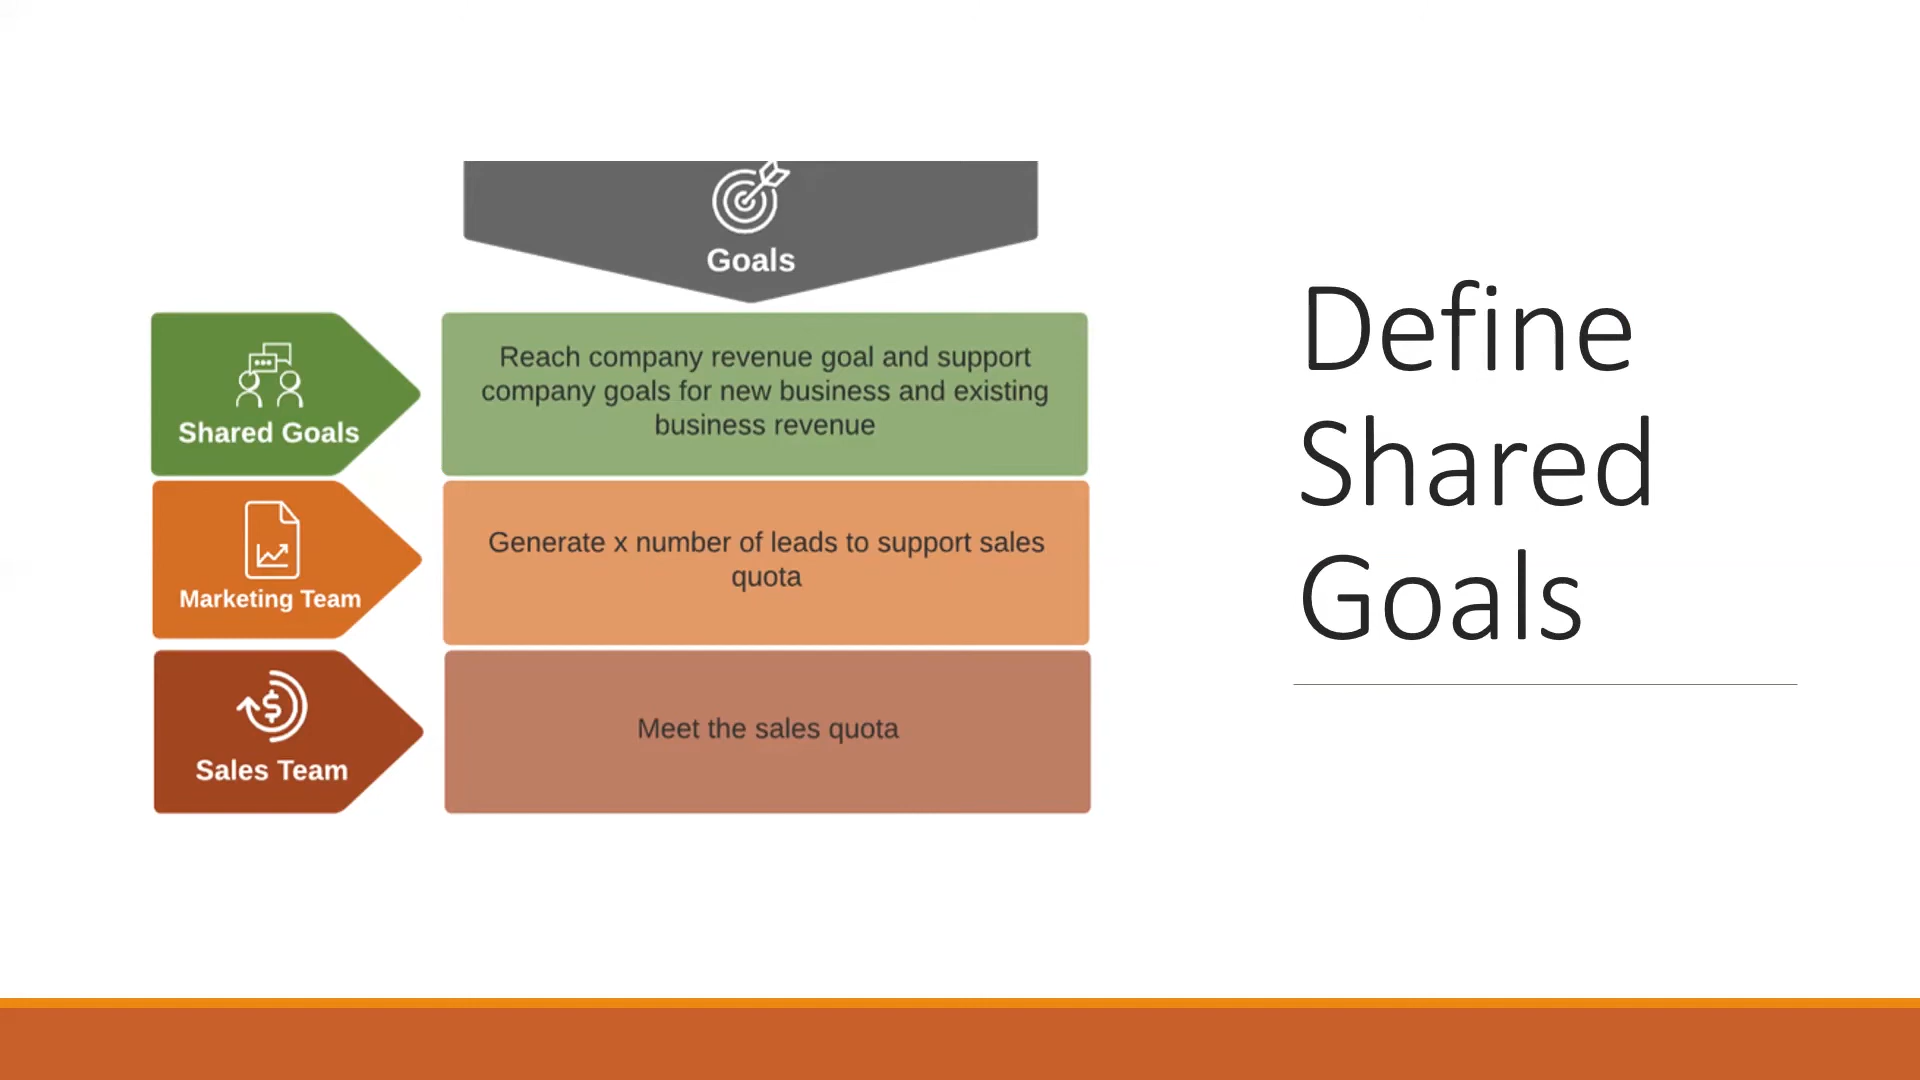 Goals
Shared Goals
Reach company revenue goal and support
company goals for new business and existing
business revenue
Marketing Team
Generate x number of leads to support sales
quota
Sales Team
Meet the sales quota
Define
Shared
Goals